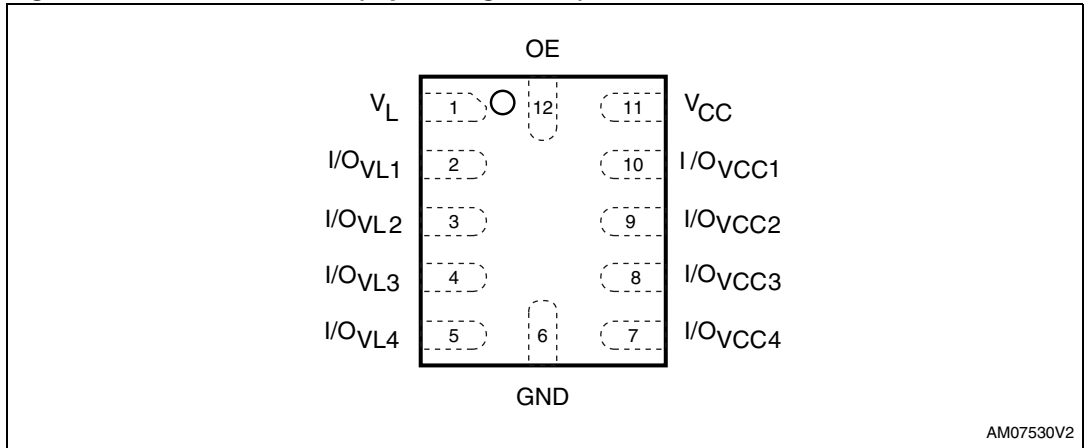 OE
V_L 1 12 11 V_CC
I/O_VL1 2 10 I/O_VCC1
I/O_VL2 3 9 I/O_VCC2
I/O_VL3 4 8 I/O_VCC3
I/O_VL4 5 6 7 I/O_VCC4
GND
AM07530V2